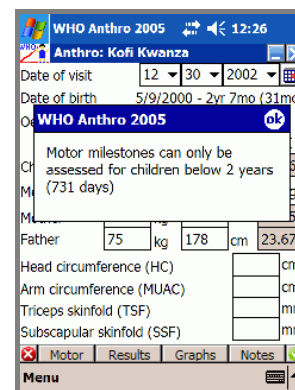 WHO Anthro 2005 12:26
Anthro: Kofi Kwanza
Date of visit 12 30 2002
Date of birth 5/9/2000 - 2yr 7mo (31mo
WHO Anthro 2005 ok
Motor milestones can only be
assessed for children below 2 years
(731 days)
Father 75 kg 178 cm 23.67
Head circumference (HC) cm
Arm circumference (MUAC) cm
Triceps skinfold (TSF) mm
Subscapular skinfold (SSF) mm
Motor Results Graphs Notes
Menu